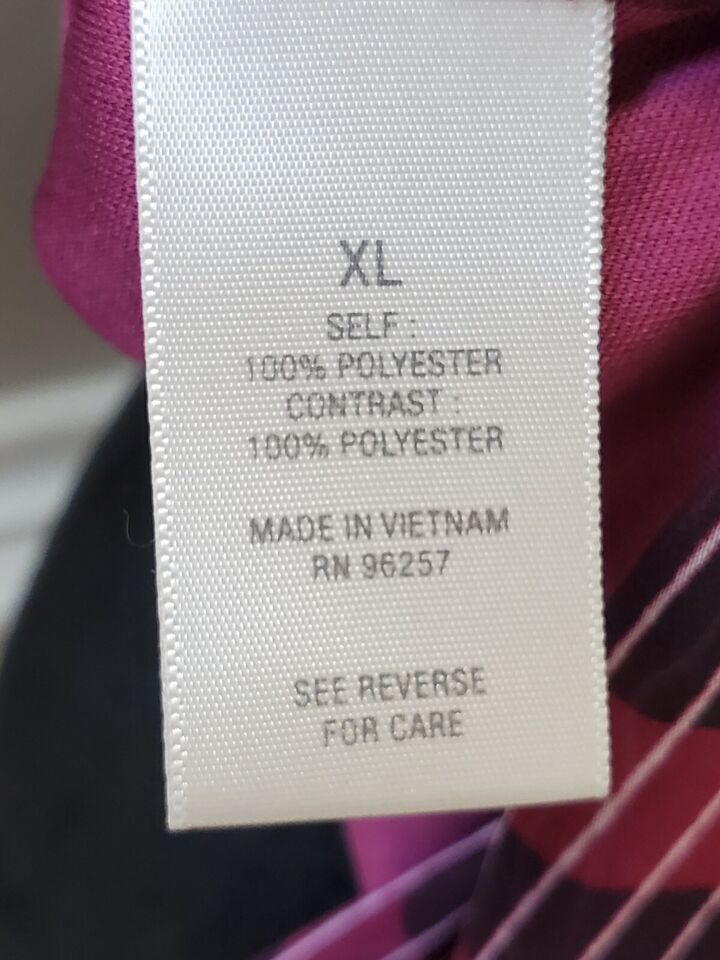 XL
SELF :
100% POLYESTER
CONTRAST :
100% POLYESTER
MADE IN VIETNAM
RN 96257
SEE REVERSE
FOR CARE